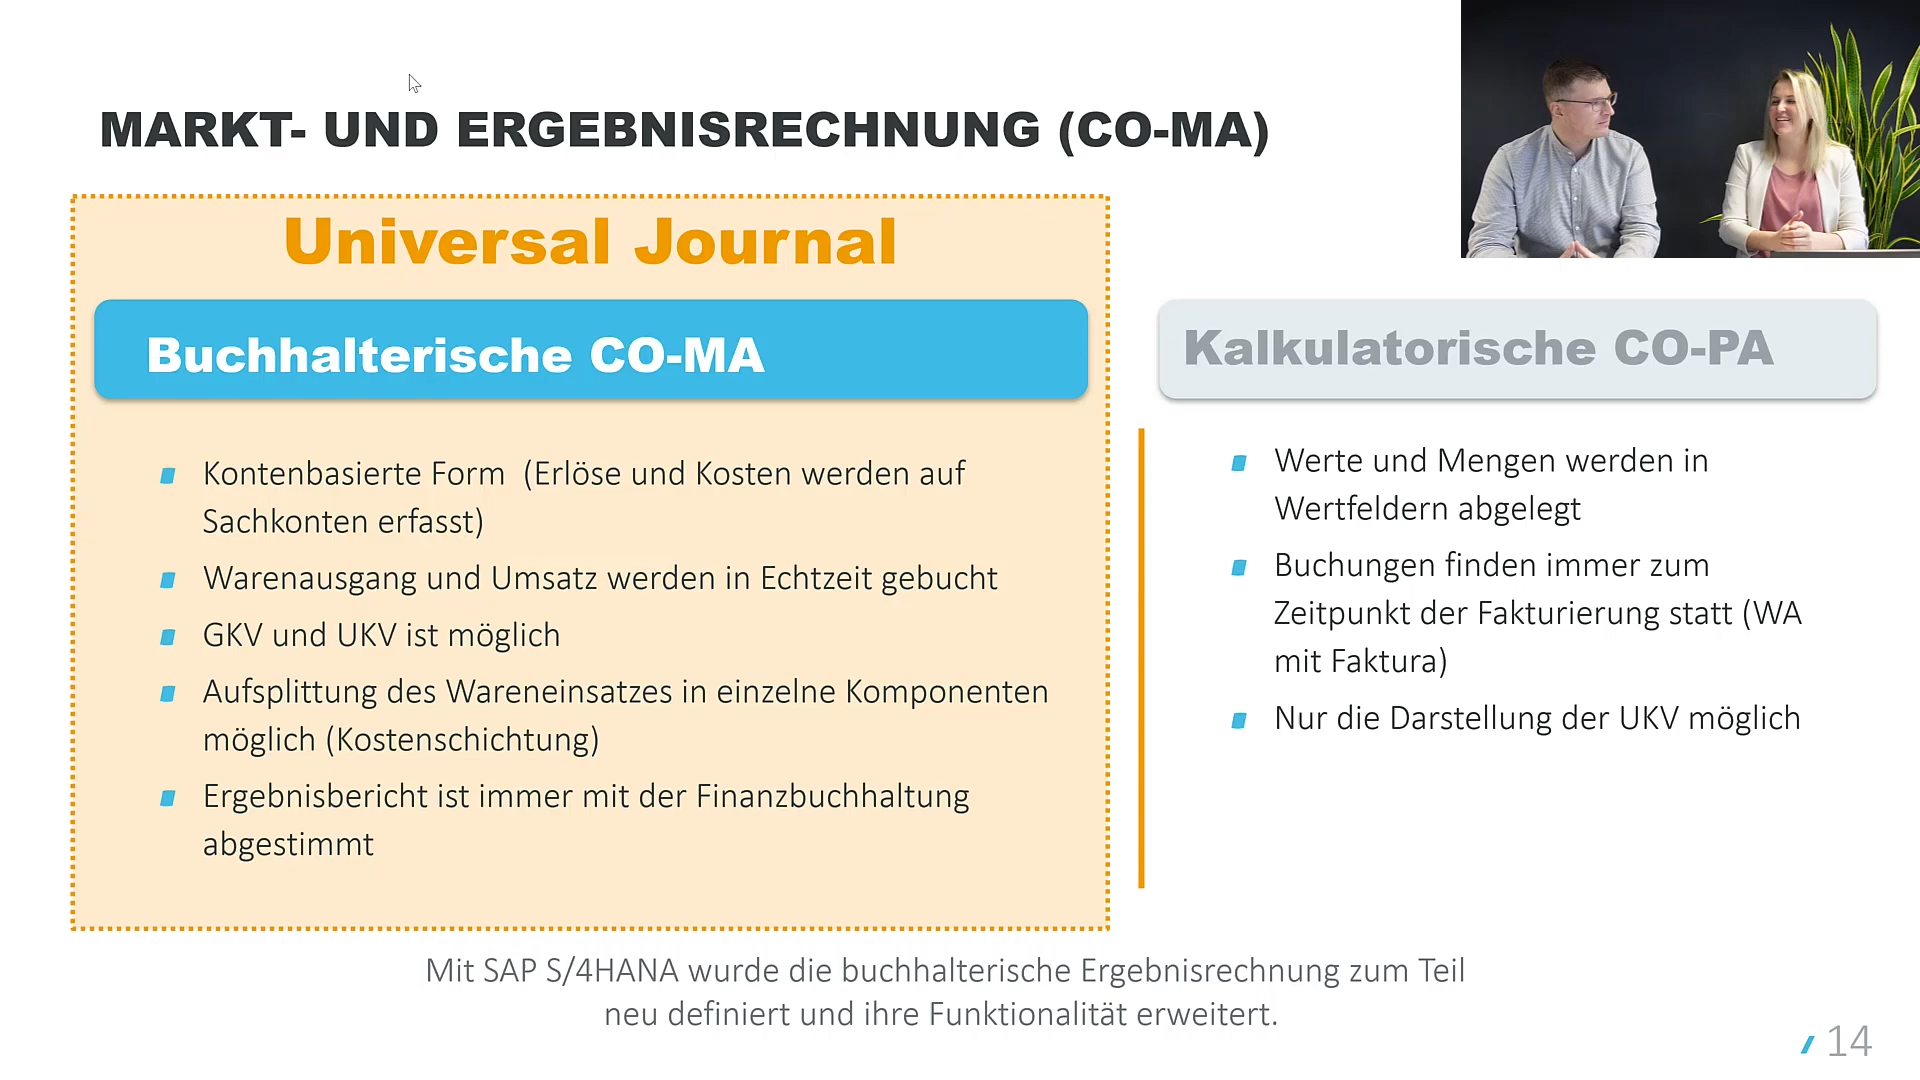 MARKT- UND ERGEBNISRECHNUNG (CO-MA)
Universal Journal
Buchhalterische CO-MA
Kontenbasierte Form  (Erlöse und Kosten werden auf
Sachkonten erfasst)
Warenausgang und Umsatz werden in Echtzeit gebucht
GKV und UKV ist möglich
Aufsplittung des Wareneinsatzes in einzelne Komponenten
möglich (Kostenschichtung)
Ergebnisbericht ist immer mit der Finanzbuchhaltung
abgestimmt
Kalkulatorische CO-PA
Werte und Mengen werden in
Wertfeldern abgelegt
Buchungen finden immer zum
Zeitpunkt der Fakturierung statt (WA
mit Faktura)
Nur die Darstellung der UKV möglich
Mit SAP S/4HANA wurde die buchhalterische Ergebnisrechnung zum Teil
neu definiert und ihre Funktionalität erweitert.
14